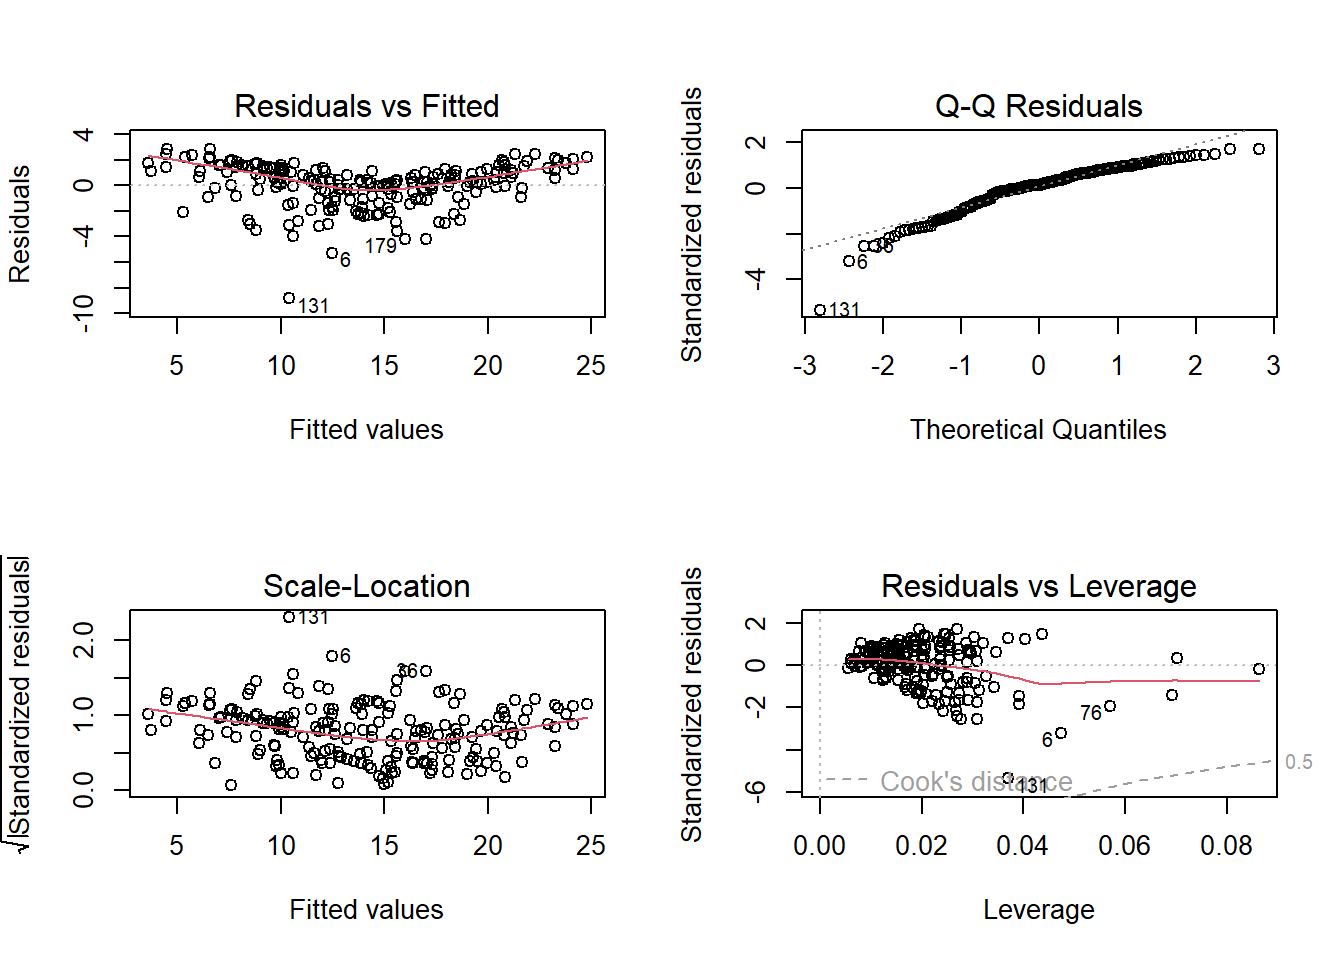 Residuals vs Fitted
Residuals
4
0
-4
-10
179
6
131
5 10 15 20 25
Fitted values
Q-Q Residuals
Standardized residuals
2
0
-4
36
6
131
-3 -2 -1 0 1 2 3
Theoretical Quantiles
Scale-Location
√|Standardized residuals|
2.0
1.0
0.0
131
6
36
5 10 15 20 25
Fitted values
Residuals vs Leverage
Standardized residuals
2
0
-2
-6
76
6
131
Cook's distance
0.5
0.00 0.02 0.04 0.06 0.08
Leverage